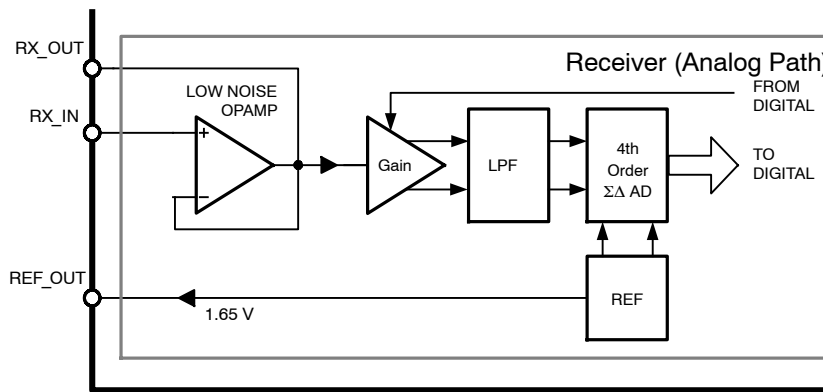 RX_OUT
Receiver (Analog Path)
LOW NOISE
OPAMP
FROM
DIGITAL
RX_IN
+
−
Gain
LPF
4th
Order
ΣΔ AD
TO
DIGITAL
REF_OUT
1.65 V
REF